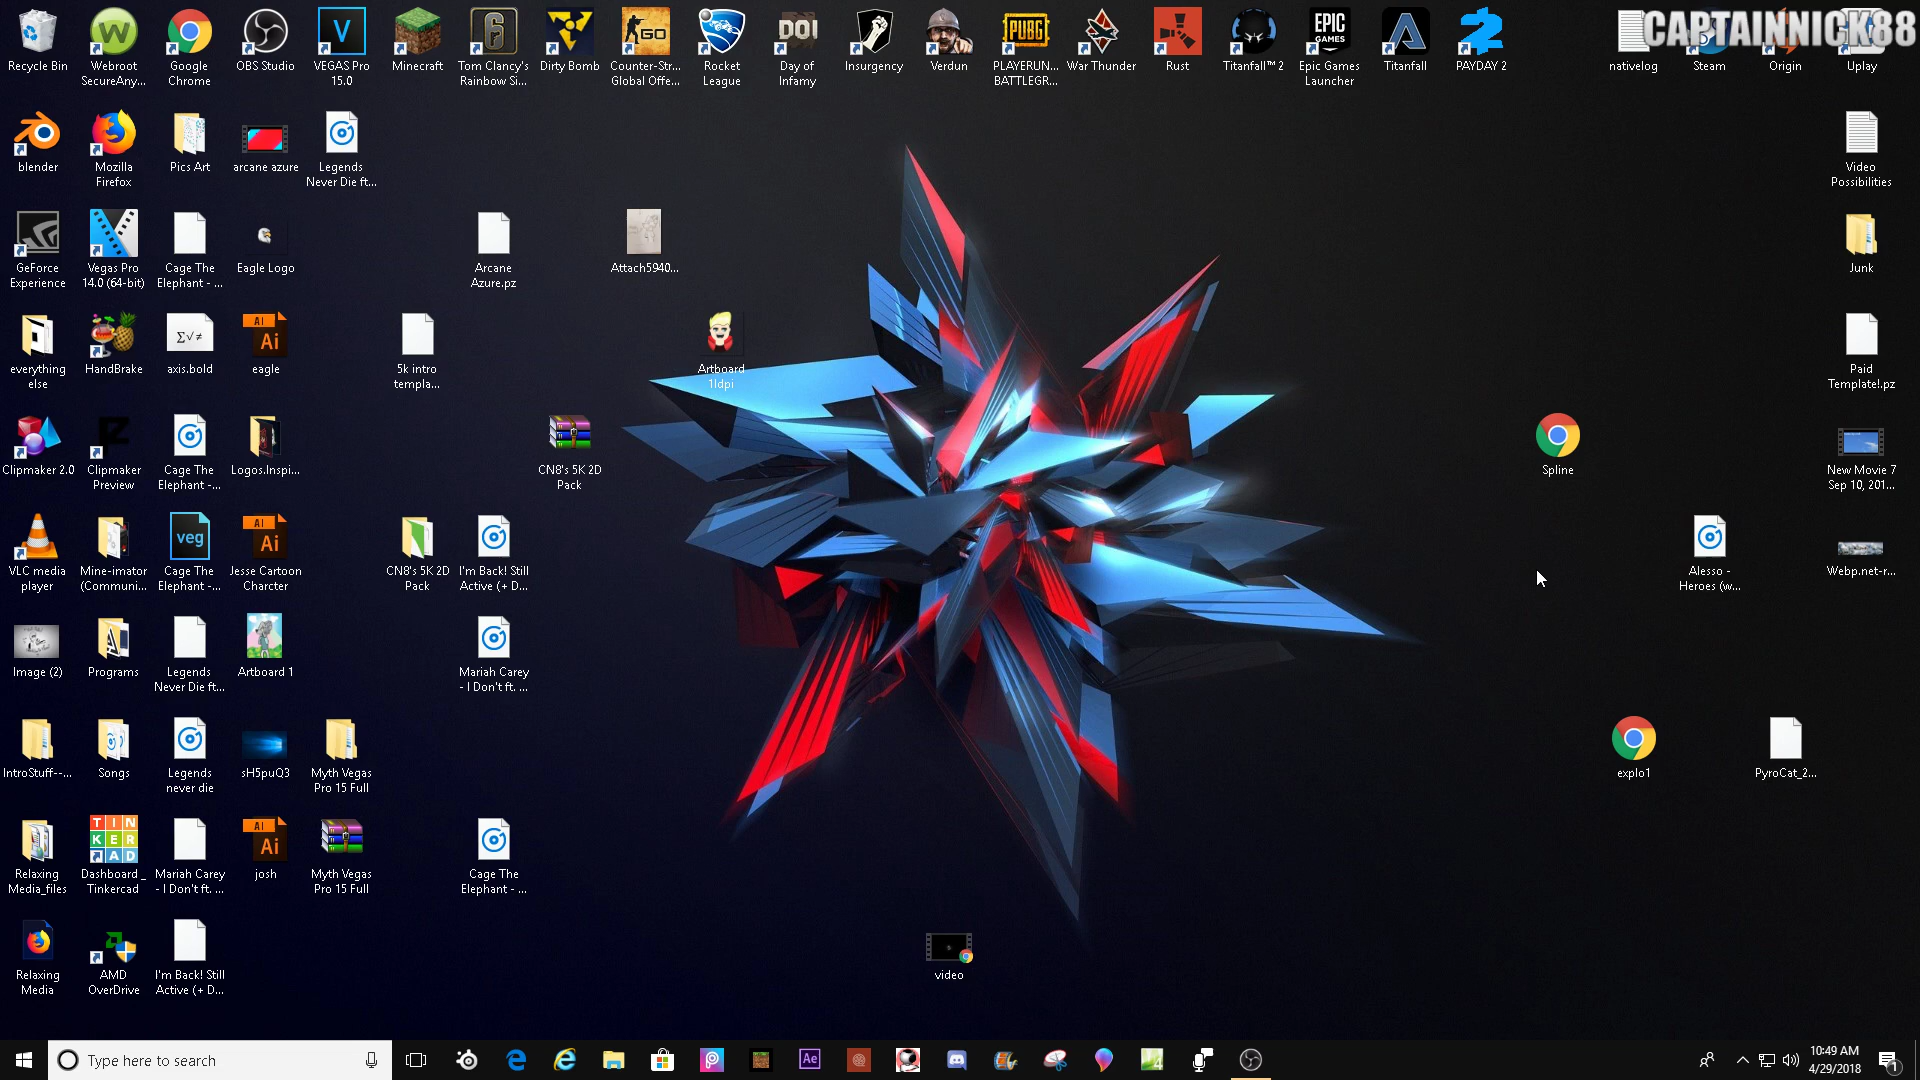 CAPTAINNICK88
Recycle Bin
Webroot
SecureAny...
Google
Chrome
OBS Studio
VEGAS Pro
15.0
Minecraft
Tom Clancy's
Rainbow Si...
Dirty Bomb
Counter-Str...
Global Offe...
Rocket
League
Day of
Infamy
Insurgency
Verdun
PLAYERUN...
BATTLEGR...
War Thunder
Rust
Titanfall™ 2
Epic Games
Launcher
Titanfall
PAYDAY 2
nativelog
Steam
Origin
Uplay
blender
Mozilla
Firefox
Pics Art
arcane azure
Legends
Never Die ft...
Video
Possibilities
GeForce
Experience
Vegas Pro
14.0 (64-bit)
Cage The
Elephant - ...
Eagle Logo
Arcane
Azure.pz
Attach5940...
Junk
everything
else
HandBrake
axis.bold
eagle
5k intro
templa...
Artboard
1ldpi
Paid
Template!.pz
Clipmaker 2.0
Clipmaker
Preview
Cage The
Elephant -...
Logos.Inspi...
CN8's 5K 2D
Pack
Spline
New Movie 7
Sep 10, 201...
VLC media
player
Mine-imator
(Communi...
Cage The
Elephant -...
Jesse Cartoon
Charcter
CN8's 5K 2D
Pack
I'm Back! Still
Active (+ D...
Alesso -
Heroes (w...
Webp.net-r...
Image (2)
Programs
Legends
Never Die ft...
Artboard 1
Mariah Carey
- I Don't ft. ...
IntroStuff--...
Songs
Legends
never die
sH5puQ3
Myth Vegas
Pro 15 Full
explo1
PyroCat_2...
Relaxing
Media_files
Dashboard _
Tinkercad
Mariah Carey
- I Don't ft. ...
josh
Myth Vegas
Pro 15 Full
Cage The
Elephant - ...
Relaxing
Media
AMD
OverDrive
I'm Back! Still
Active (+ D...
video
Type here to search
10:49 AM
4/29/2018